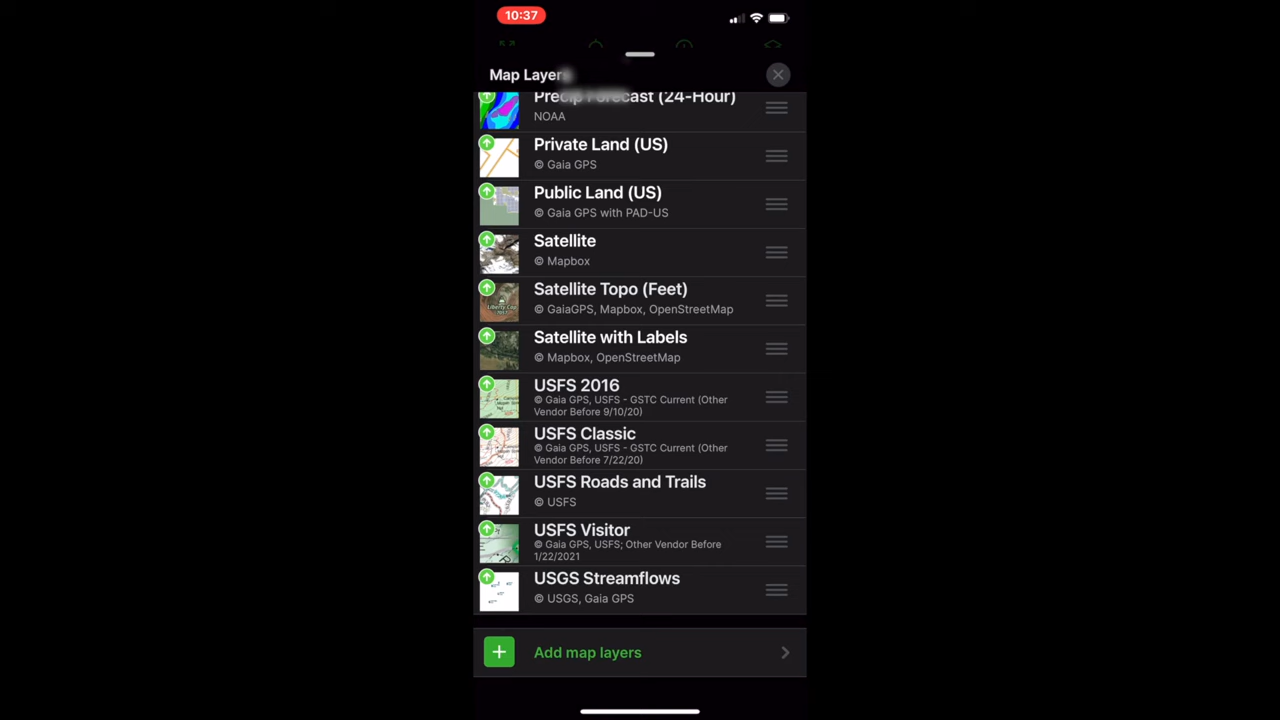 10:37
Map Layers
Precip Forecast (24-Hour)
NOAA
Private Land (US)
© Gaia GPS
Public Land (US)
© Gaia GPS with PAD-US
Satellite
© Mapbox
Satellite Topo (Feet)
© GaiaGPS, Mapbox, OpenStreetMap
Satellite with Labels
© Mapbox, OpenStreetMap
USFS 2016
© Gaia GPS, USFS - GSTC Current (Other
Vendor Before 9/10/20)
USFS Classic
© Gaia GPS, USFS - GSTC Current (Other
Vendor Before 7/22/20)
USFS Roads and Trails
© USFS
USFS Visitor
© Gaia GPS, USFS; Other Vendor Before
1/22/2021
USGS Streamflows
© USGS, Gaia GPS
Add map layers